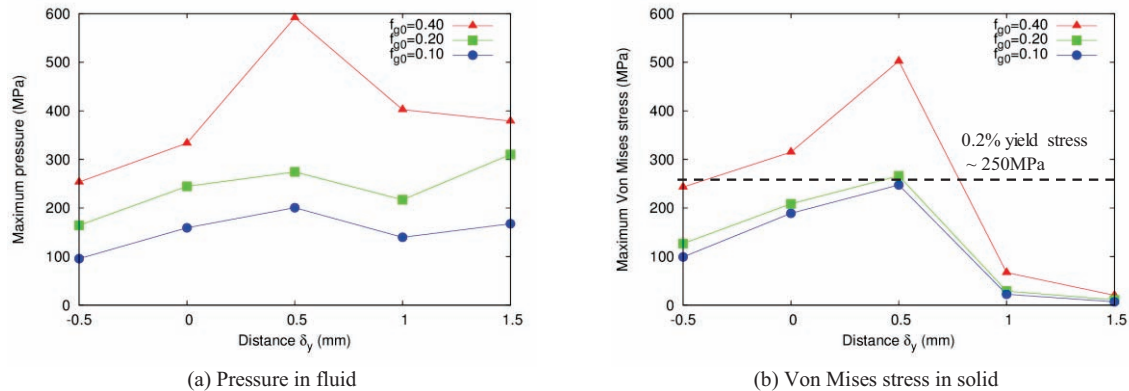 600
500
400
300
200
100
0
-0.5
0
0.5
1
1.5
Maximum pressure (MPa)
Distance δy (mm)
fg0=0.40
fg0=0.20
fg0=0.10
(a) Pressure in fluid
600
500
400
300
200
100
0
-0.5
0
0.5
1
1.5
Maximum Von Mises stress (MPa)
Distance δy (mm)
fg0=0.40
fg0=0.20
fg0=0.10
0.2% yield stress
~ 250MPa
(b) Von Mises stress in solid